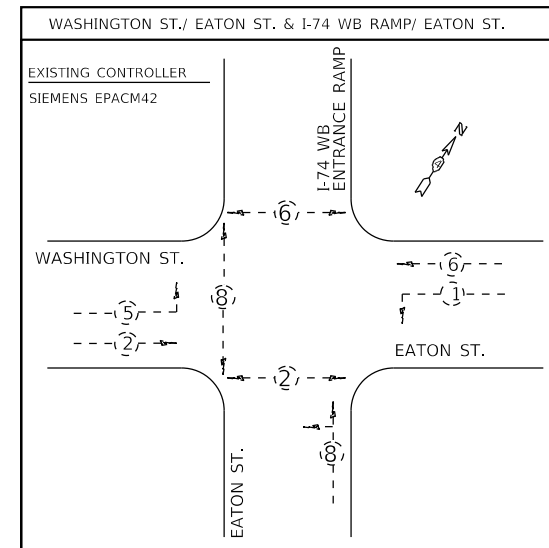 WASHINGTON ST./ EATON ST. & I-74 WB RAMP/ EATON ST.
EXISTING CONTROLLER
SIEMENS EPACM42
I-74 WB
ENTRANCE RAMP
N
4
6
WASHINGTON ST.
6
5
8
1
2
EATON ST.
2
8
EATON ST.